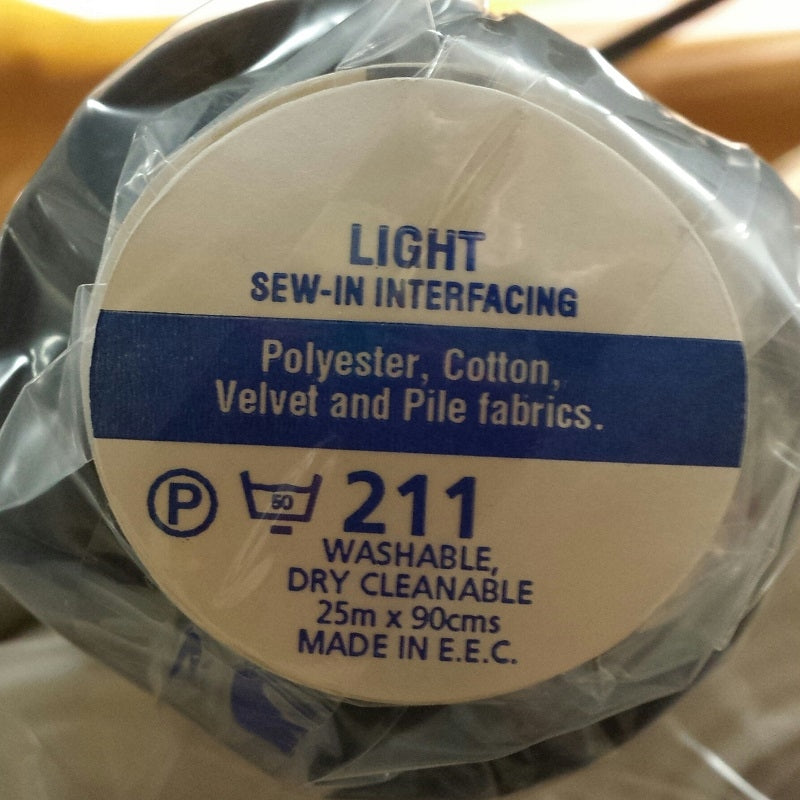 LIGHT
SEW-IN INTERFACING
Polyester, Cotton,
Velvet and Pile fabrics.
P 50 211
WASHABLE,
DRY CLEANABLE
25m x 90cms
MADE IN E.E.C.